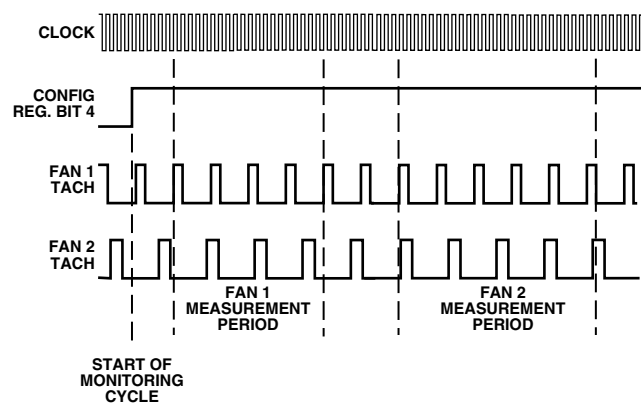 CLOCK
CONFIG
REG. BIT 4
FAN 1
TACH
FAN 2
TACH
FAN 1
MEASUREMENT
PERIOD
FAN 2
MEASUREMENT
PERIOD
START OF
MONITORING
CYCLE